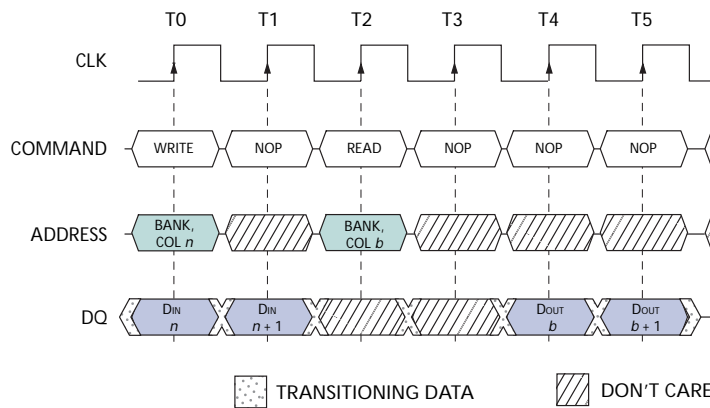 T0 T1 T2 T3 T4 T5
CLK
COMMAND WRITE NOP READ NOP NOP NOP
ADDRESS BANK, COL n BANK, COL b
DQ DIN n DIN n + 1 DOUT b DOUT b + 1
TRANSITIONING DATA DON'T CARE